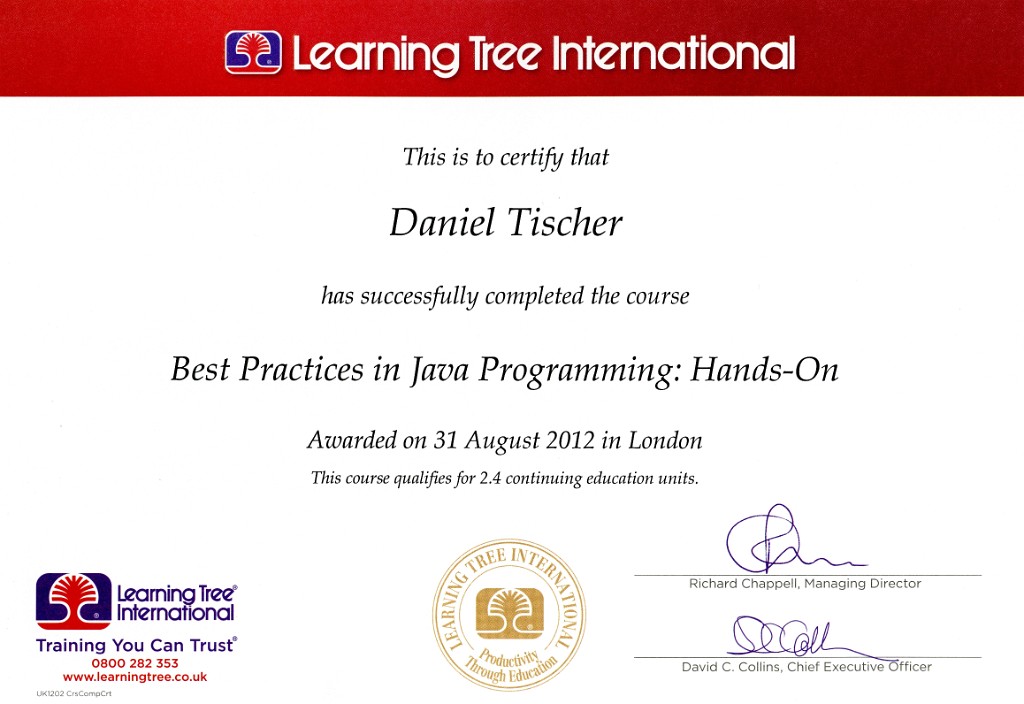 Learning Tree International
This is to certify that
Daniel Tischer
has successfully completed the course
Best Practices in Java Programming: Hands-On
Awarded on 31 August 2012 in London
This course qualifies for 2.4 continuing education units.
Richard Chappell, Managing Director
David C. Collins, Chief Executive Officer
LEARNING TREE INTERNATIONAL
Productivity
Through Education
Learning Tree®
International
Training You Can Trust®
0800 282 353
www.learningtree.co.uk
UK1202 CrsCompCrt